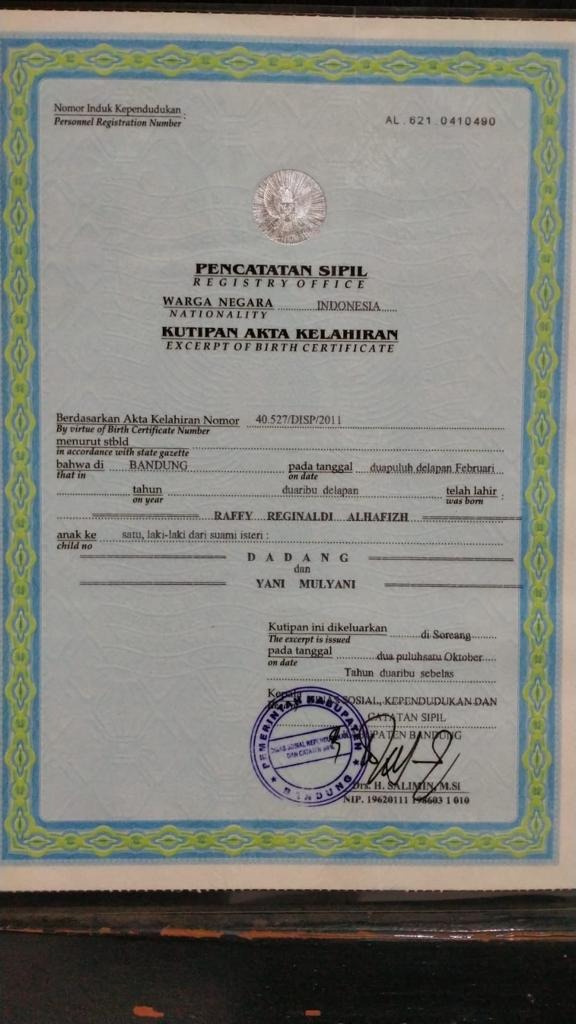 Nomor Induk Kependudukan :
Personnel Registration Number
AL . 621 . 0410490
PENCATATAN SIPIL
REGISTRY OFFICE
WARGA NEGARA INDONESIA
NATIONALITY
KUTIPAN AKTA KELAHIRAN
EXCERPT OF BIRTH CERTIFICATE
Berdasarkan Akta Kelahiran Nomor 40.527/DISP/2011
By virtue of Birth Certificate Number
menurut stbld
in accordance with state gazette
bahwa di BANDUNG pada tanggal duapuluh delapan Februari
that in on date
tahun duaribu delapan telah lahir :
on year was born
RAFFY REGINALDI ALHAFIZH
anak ke satu, laki-laki dari suami isteri :
child no
D A D A N G
dan
YANI MULYANI
Kutipan ini dikeluarkan di Soreang
The excerpt is issued
pada tanggal dua puluhsatu Oktober
on date
Tahun duaribu sebelas
SOSIAL, KEPENDUDUKAN DAN
CATATAN SIPIL
BANDUNG
PEMERINTAH KABUPATEN
DINAS SOSIAL KEPENDUDUKAN
DAN CATATAN SIPIL
BANDUNG
Drs. H. SALIMIN, M.Si
NIP. 19620111 198603 1 010